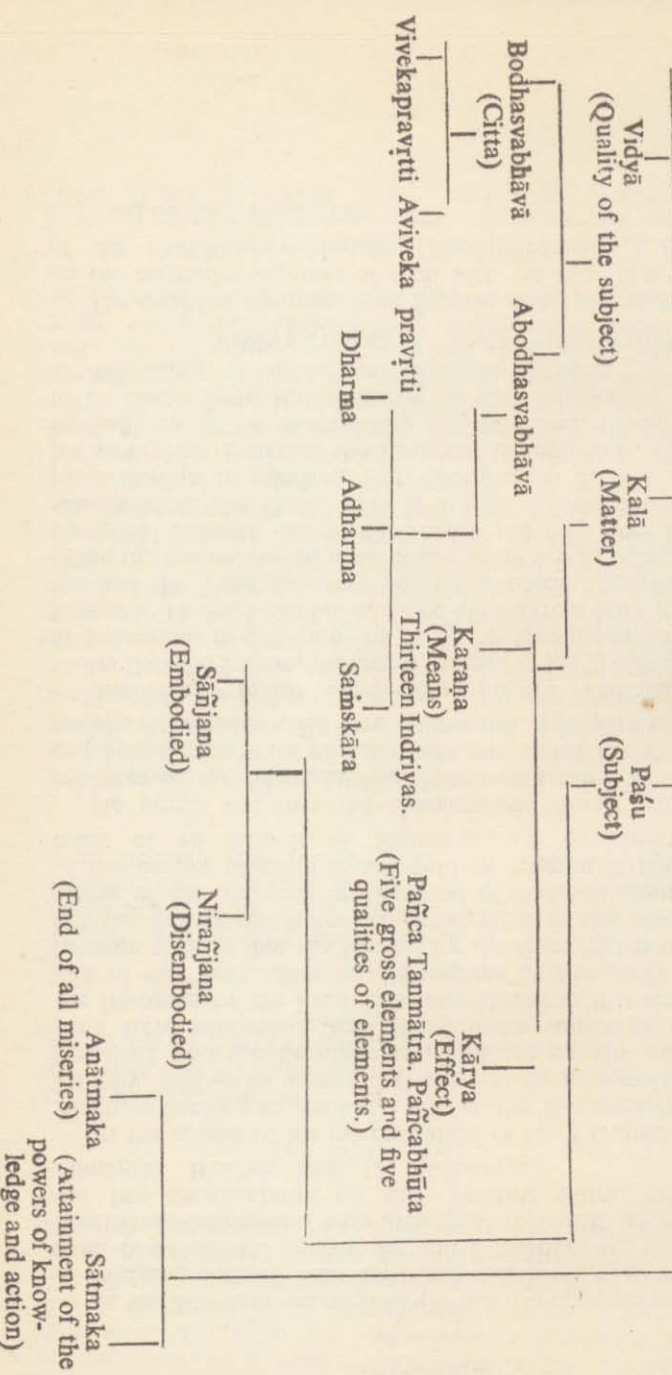 Vidyā
(Quality of the subject)
Kalā
(Matter)
Paśu
(Subject)
Bodhasvabhāvā
(Citta)
Abodhasvabhāvā
Karaṇa
(Means)
Thirteen Indriyas.
Kārya
(Effect)
Pañca Tanmātra. Pañcabhūta
(Five gross elements and five
qualities of elements.)
Vivekapravṛtti Aviveka pravṛtti
Dharma Adharma Saṁskāra
Sāñjana
(Embodied)
Nirañjana
(Disembodied)
Anātmaka
(End of all miseries)
Sātmaka
(Attainment of the
powers of know-
ledge and action)